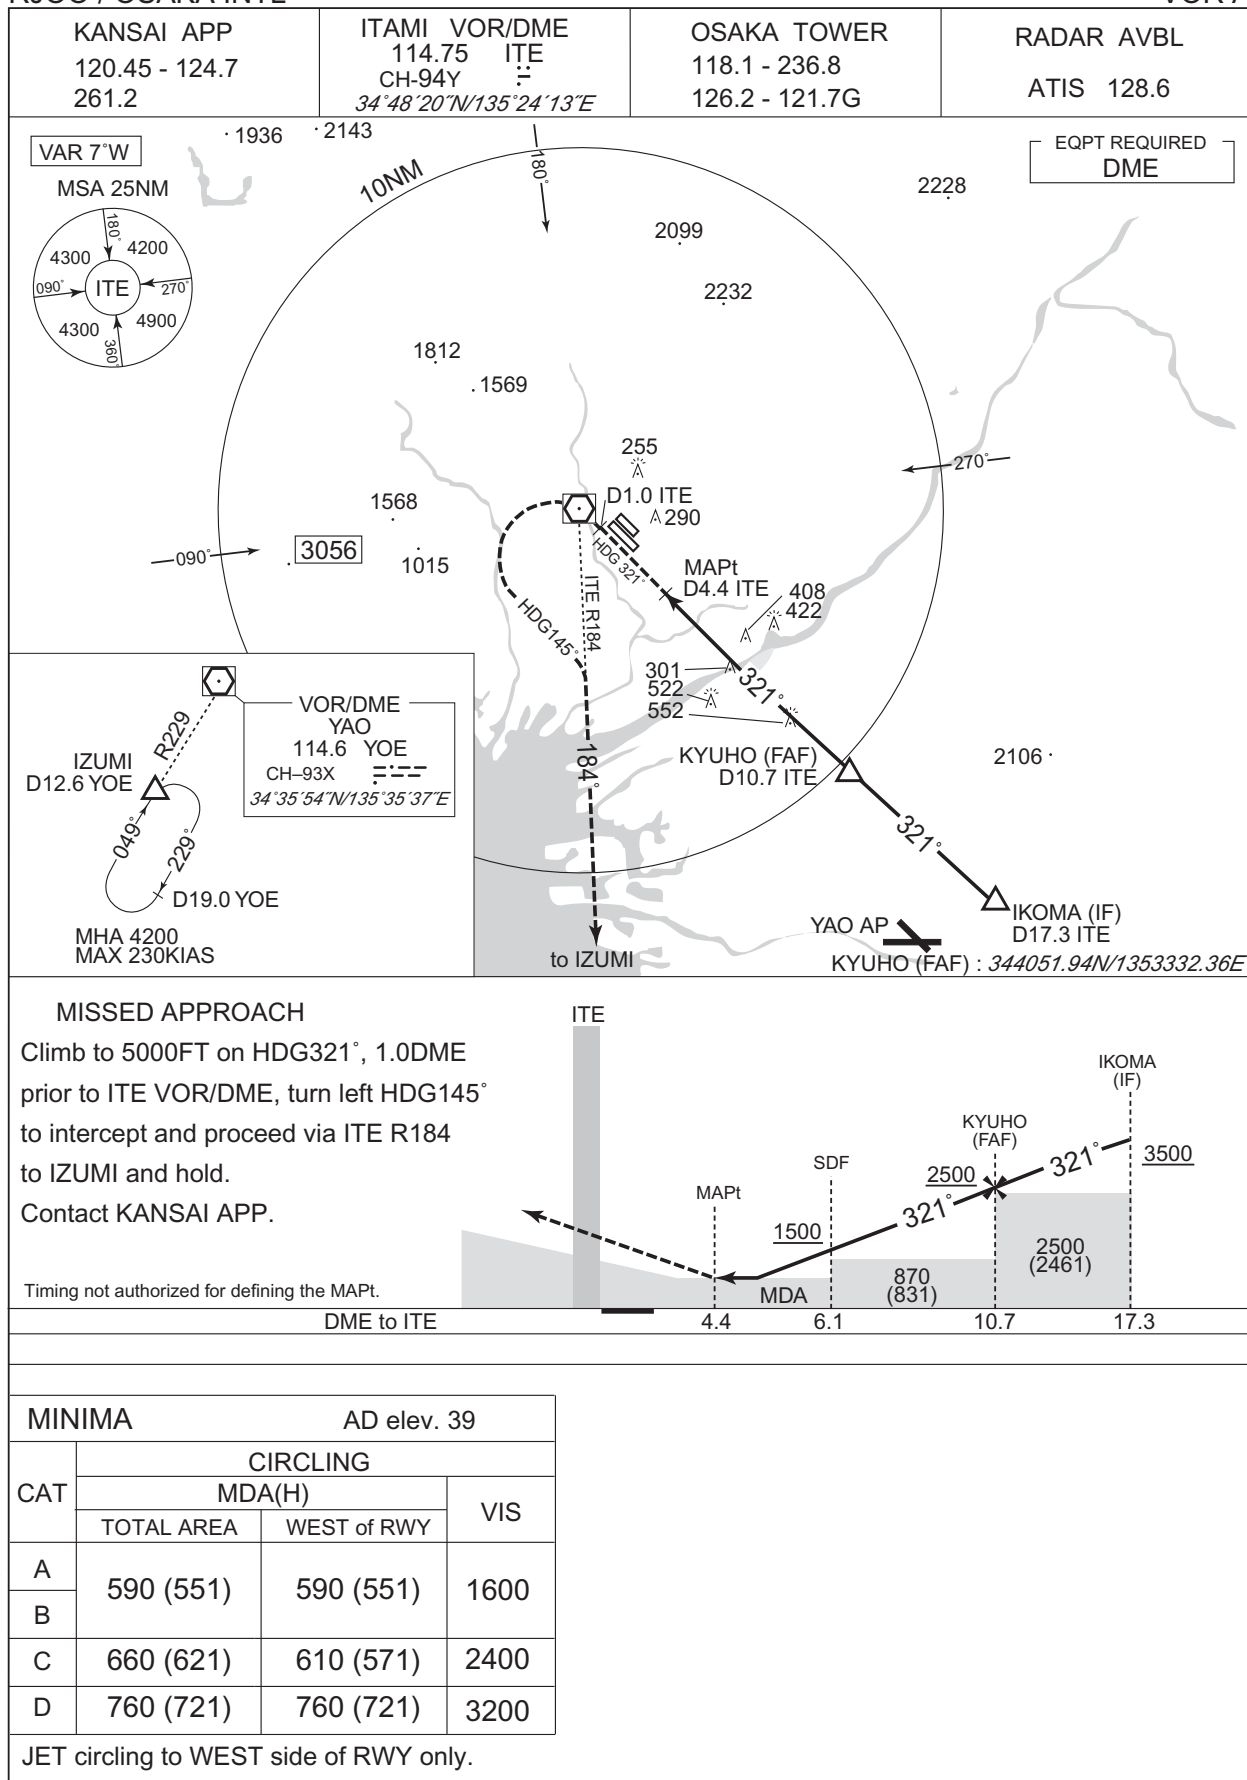 KANSAI APP
120.45 - 124.7
261.2
ITAMI VOR/DME
114.75 ITE
CH-94Y
34°48´20˝N/135°24´13˝E
OSAKA TOWER
118.1 - 236.8
126.2 - 121.7G
RADAR AVBL
ATIS 128.6
VAR 7°W
MSA 25NM
180°
4300
4200
090°
ITE
270°
4300
4900
360°
1936
2143
10NM
180°
EQPT REQUIRED
DME
2228
2099
2232
1812
1569
255
270°
D1.0 ITE
290
1568
3056
090°
1015
HDG 321°
MAPt
D4.4 ITE
408
422
ITE R184
HDG145°
301
522
552
321°
184°
KYUHO (FAF)
D10.7 ITE
2106
321°
IKOMA (IF)
D17.3 ITE
YAO AP
to IZUMI
KYUHO (FAF) : 344051.94N/1353332.36E
VOR/DME
YAO
114.6 YOE
CH–93X
34°35´54˝N/135°35´37˝E
R229
IZUMI
D12.6 YOE
049°
229°
D19.0 YOE
MHA 4200
MAX 230KIAS
MISSED APPROACH
Climb to 5000FT on HDG321°, 1.0DME
prior to ITE VOR/DME, turn left HDG145°
to intercept and proceed via ITE R184
to IZUMI and hold.
Contact KANSAI APP.
Timing not authorized for defining the MAPt.
ITE
IKOMA
(IF)
KYUHO
(FAF)
SDF
MAPt
3500
2500
1500
321°
321°
2500
(2461)
870
(831)
MDA
DME to ITE
4.4
6.1
10.7
17.3
MINIMA AD elev. 39
CAT
CIRCLING
MDA(H)
VIS
TOTAL AREA
WEST of RWY
A
B
590 (551)
590 (551)
1600
C
660 (621)
610 (571)
2400
D
760 (721)
760 (721)
3200
JET circling to WEST side of RWY only.